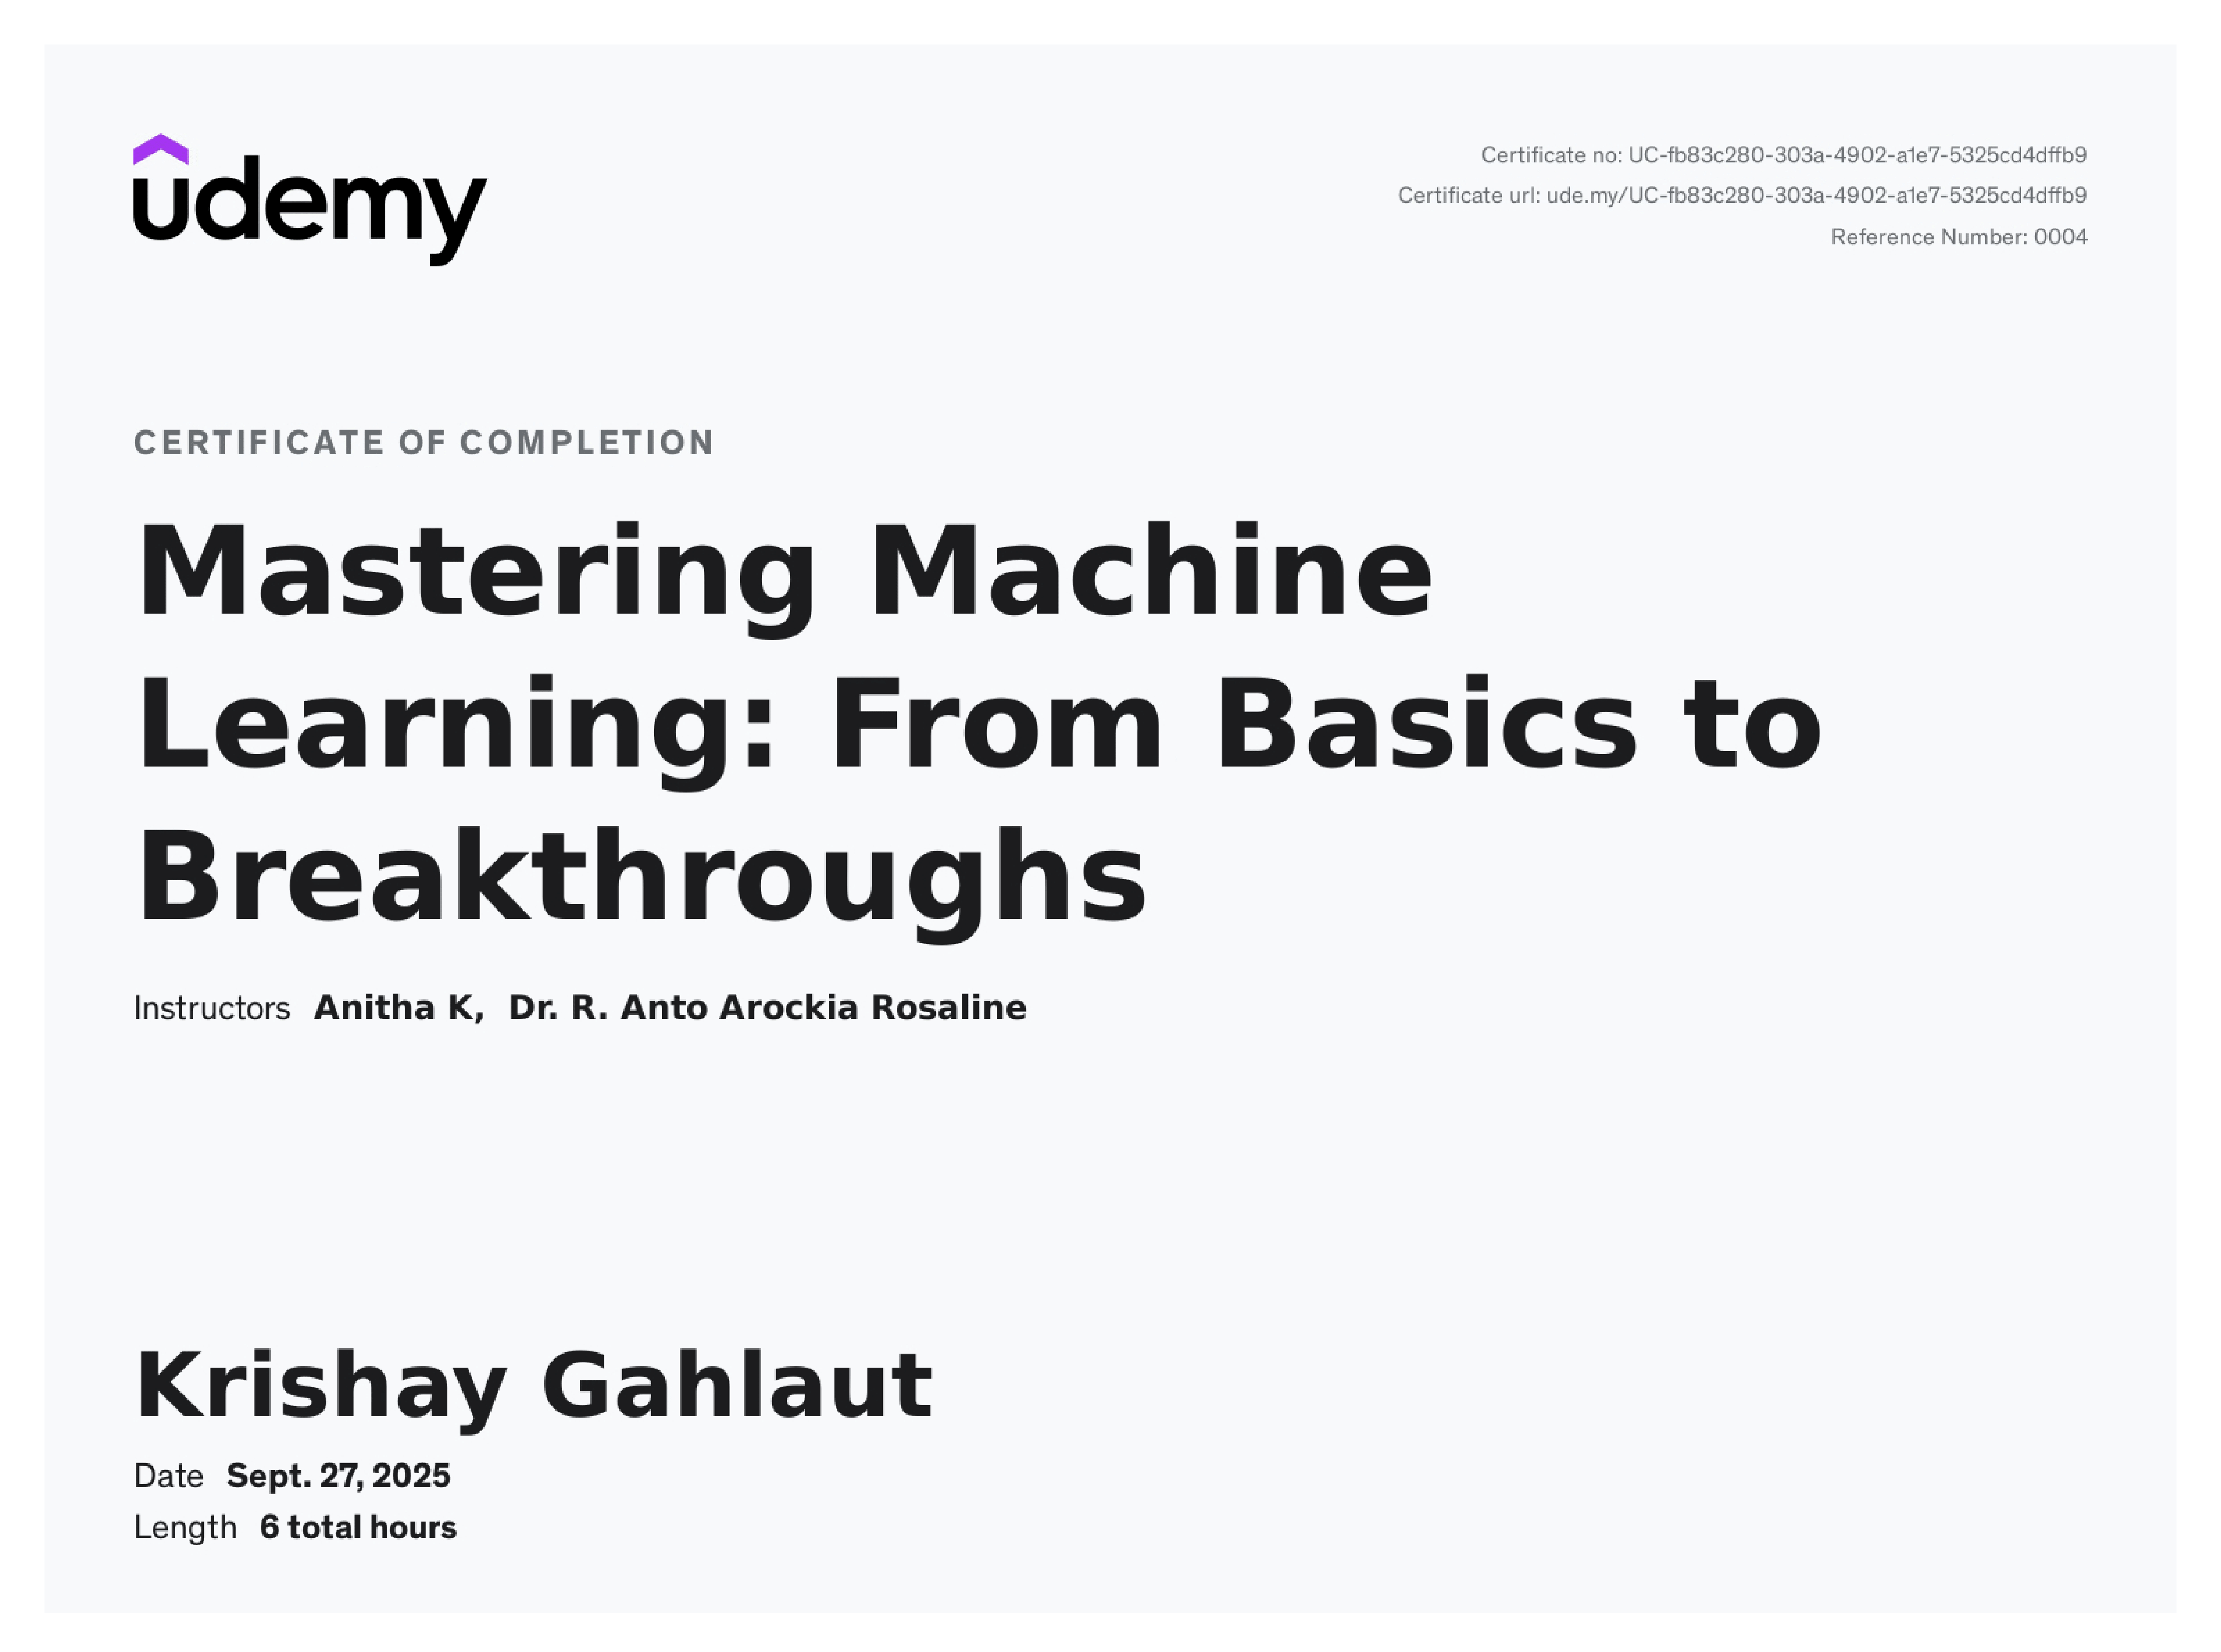 udemy
Certificate no: UC-fb83c280-303a-4902-a1e7-5325cd4dffb9
Certificate url: ude.my/UC-fb83c280-303a-4902-a1e7-5325cd4dffb9
Reference Number: 0004
CERTIFICATE OF COMPLETION
Mastering Machine
Learning: From Basics to
Breakthroughs
Instructors Anitha K, Dr. R. Anto Arockia Rosaline
Krishay Gahlaut
Date Sept. 27, 2025
Length 6 total hours